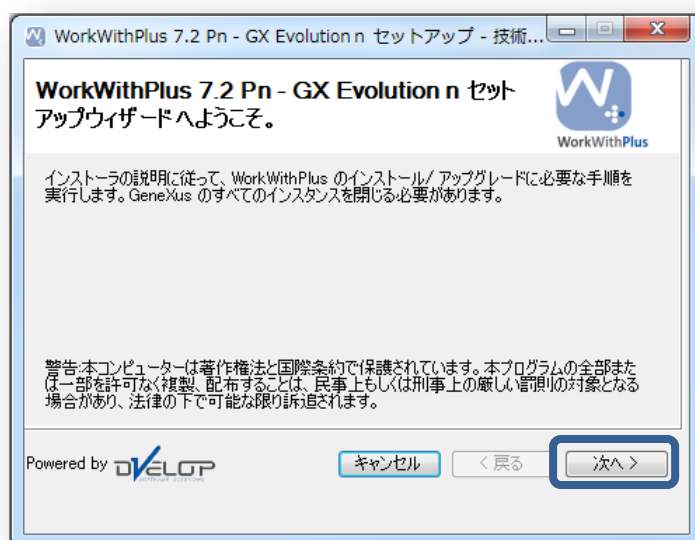 WorkWithPlus 7.2 Pn - GX Evolution n セットアップ - 技術...
WorkWithPlus 7.2 Pn - GX Evolution n セット
アップウィザードへようこそ。
WorkWithPlus
インストーラの説明に従って、WorkWithPlus のインストール/ アップグレードに必要な手順を
実行します。GeneXus のすべてのインスタンスを閉じる必要があります。
警告:本コンピューターは著作権法と国際条約で保護されています。本プログラムの全部また
は一部を許可なく複製、配布することは、民事上もしくは刑事上の厳しい罰則の対象となる
場合があり、法律の下で可能な限り訴追されます。
Powered by DVELOP
キャンセル
< 戻る
次へ >